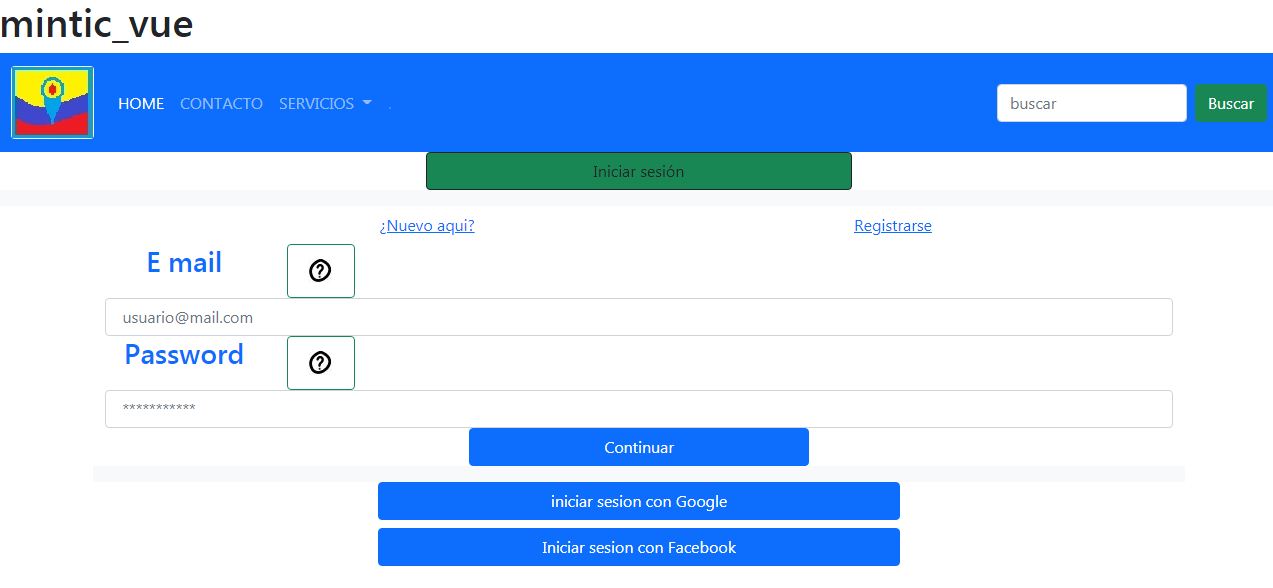 mintic_vue
HOME CONTACTO SERVICIOS .
buscar
Buscar
Iniciar sesión
¿Nuevo aqui? Registrarse
E mail
usuario@mail.com
Password
***********
Continuar
iniciar sesion con Google
Iniciar sesion con Facebook